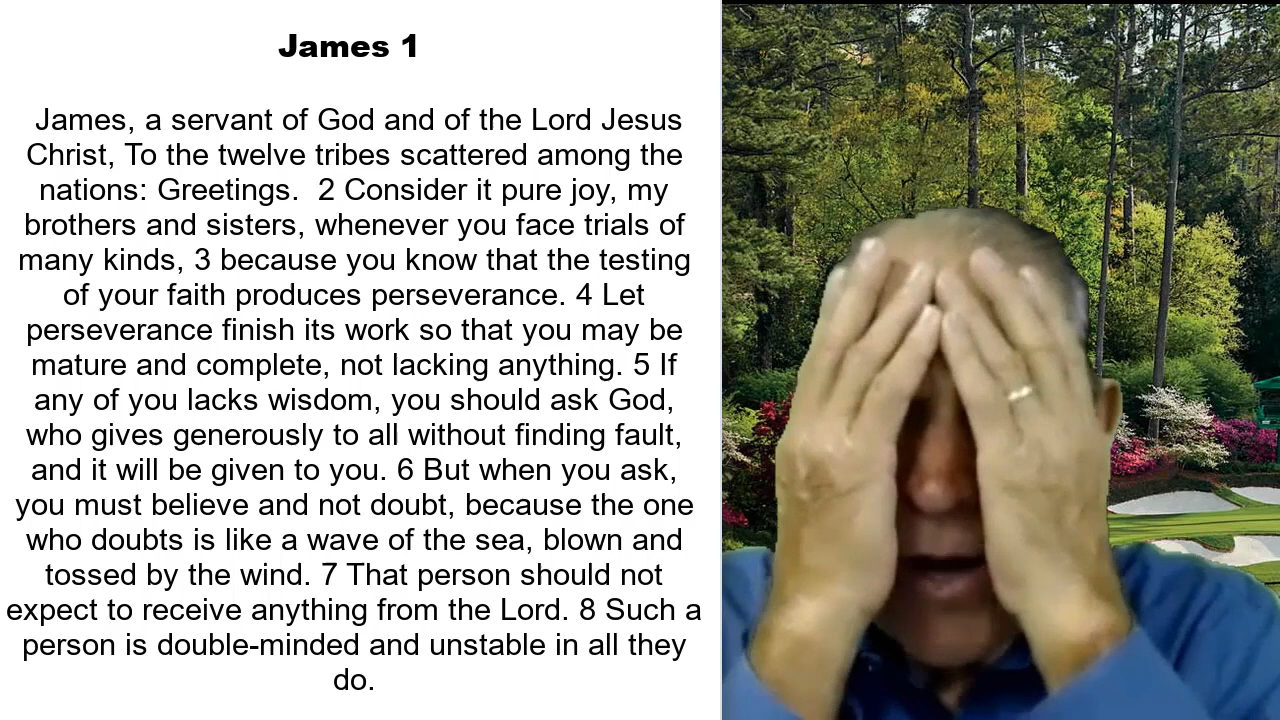 James 1
James, a servant of God and of the Lord Jesus
Christ, To the twelve tribes scattered among the
nations: Greetings.  2 Consider it pure joy, my
brothers and sisters, whenever you face trials of
many kinds, 3 because you know that the testing
of your faith produces perseverance. 4 Let
perseverance finish its work so that you may be
mature and complete, not lacking anything. 5 If
any of you lacks wisdom, you should ask God,
who gives generously to all without finding fault,
and it will be given to you. 6 But when you ask,
you must believe and not doubt, because the one
who doubts is like a wave of the sea, blown and
tossed by the wind. 7 That person should not
expect to receive anything from the Lord. 8 Such a
person is double-minded and unstable in all they
do.